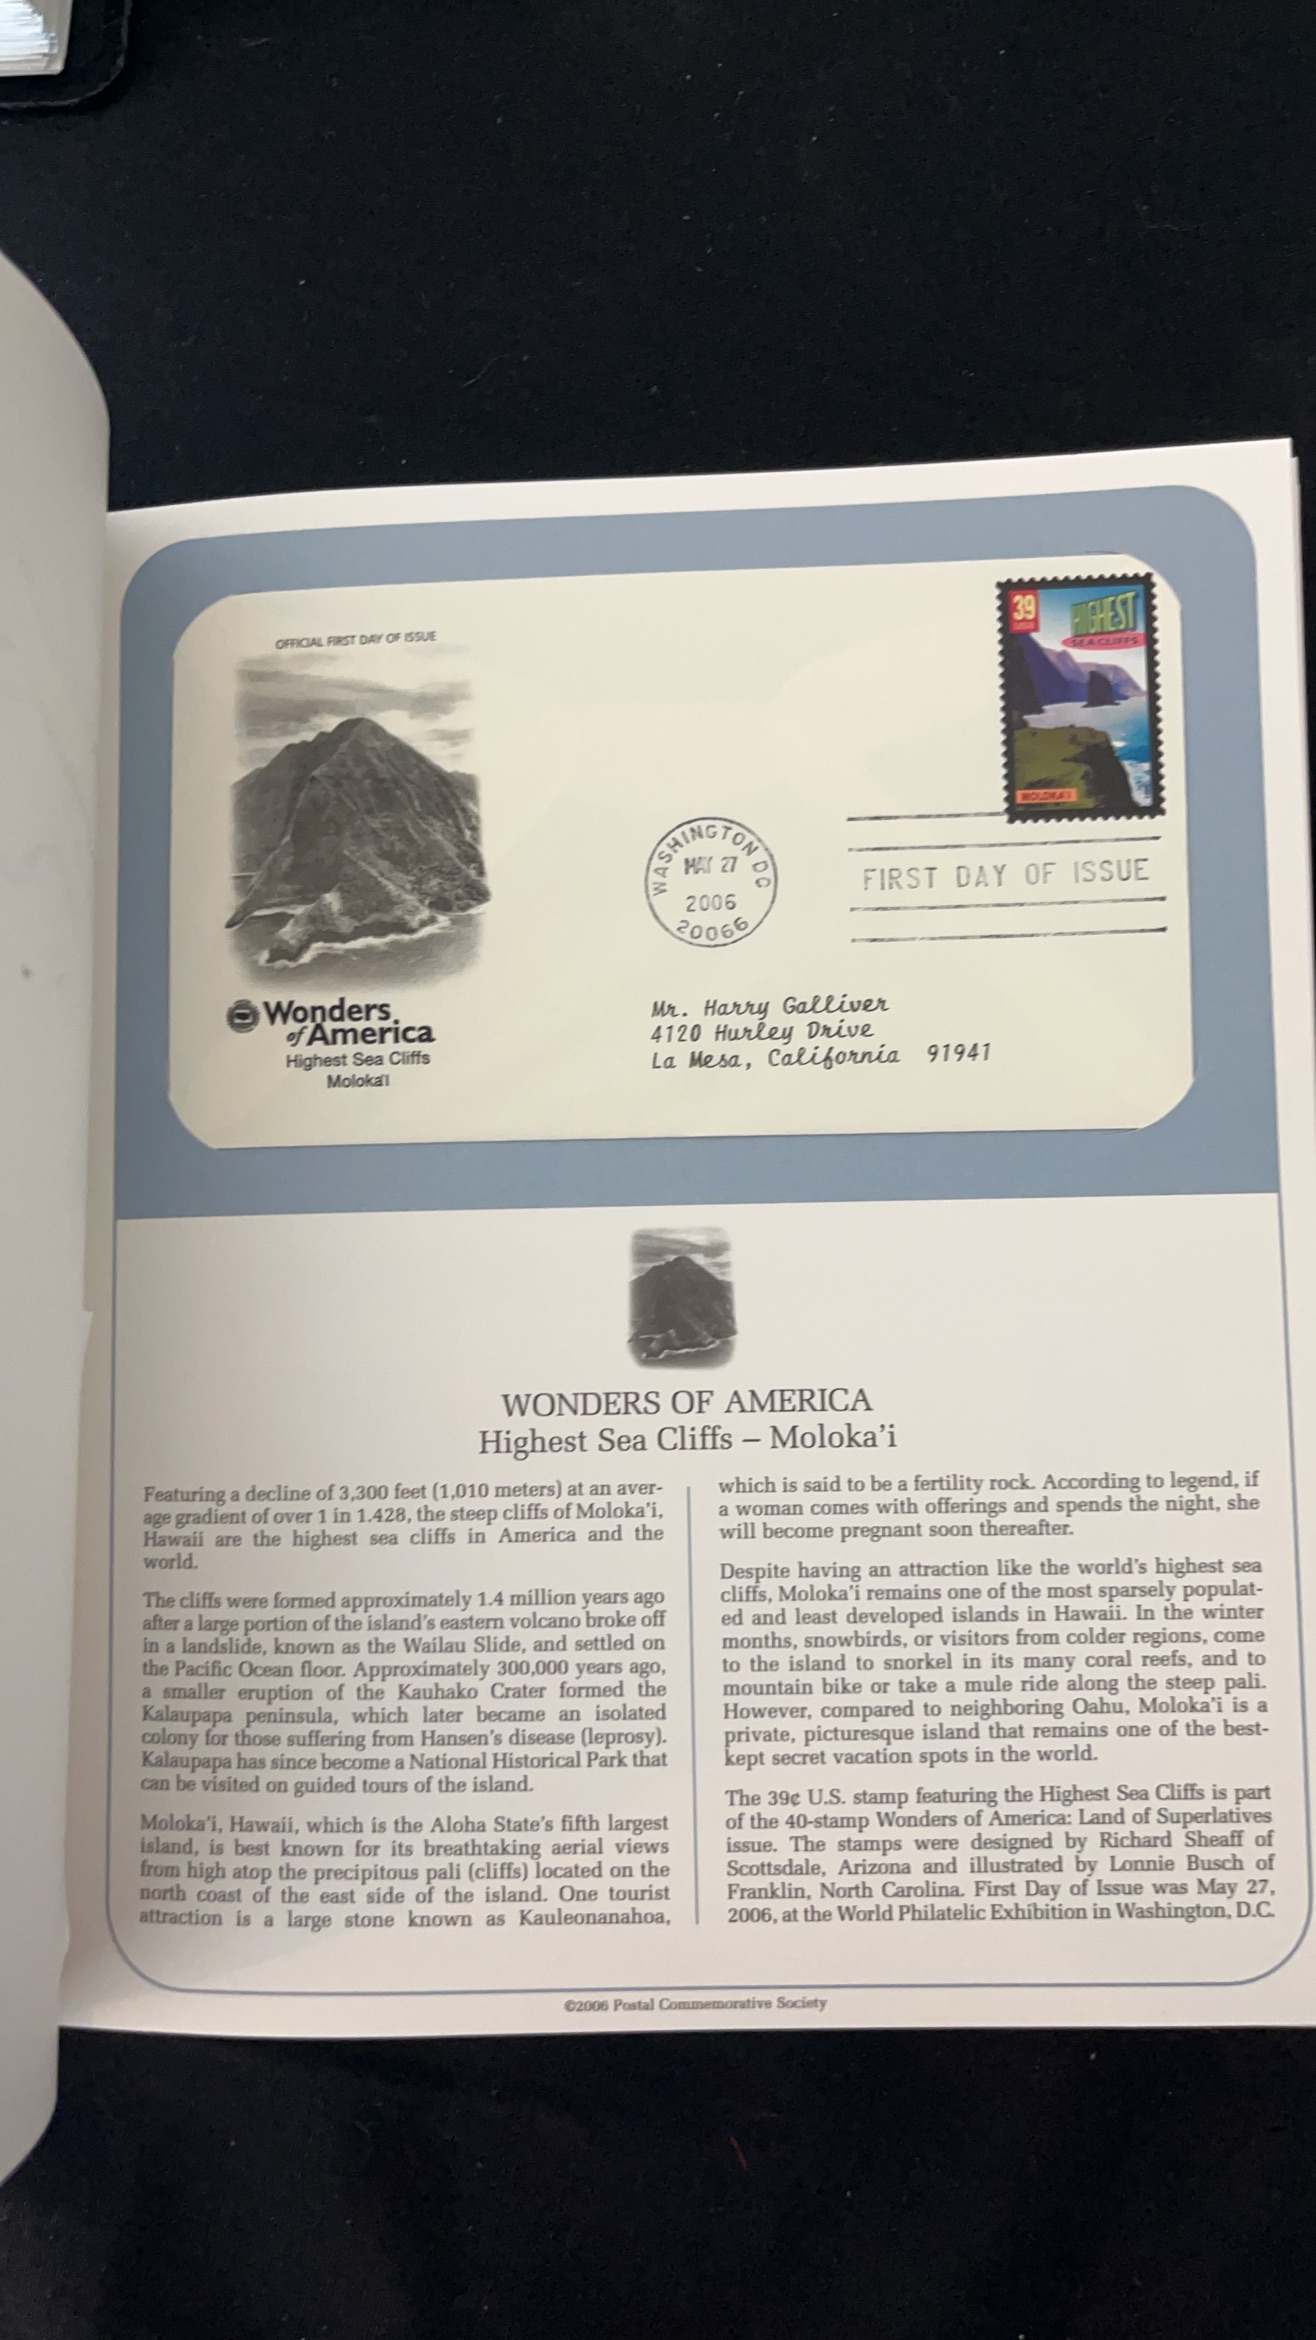 OFFICIAL FIRST DAY OF ISSUE
39
HIGHEST
SEA CLIFFS
MOLOKA'I
WASHINGTON DC
MAY 27
2006
20066
FIRST DAY OF ISSUE
Wonders
of America
Highest Sea Cliffs
Moloka'i
Mr. Harry Galliver
4120 Hurley Drive
La Mesa, California 91941
WONDERS OF AMERICA
Highest Sea Cliffs – Moloka'i
Featuring a decline of 3,300 feet (1,010 meters) at an aver-
age gradient of over 1 in 1.428, the steep cliffs of Moloka'i,
Hawaii are the highest sea cliffs in America and the
world.
The cliffs were formed approximately 1.4 million years ago
after a large portion of the island's eastern volcano broke off
in a landslide, known as the Wailau Slide, and settled on
the Pacific Ocean floor. Approximately 300,000 years ago,
a smaller eruption of the Kauhako Crater formed the
Kalaupapa peninsula, which later became an isolated
colony for those suffering from Hansen's disease (leprosy).
Kalaupapa has since become a National Historical Park that
can be visited on guided tours of the island.
Moloka'i, Hawaii, which is the Aloha State's fifth largest
island, is best known for its breathtaking aerial views
from high atop the precipitous pali (cliffs) located on the
north coast of the east side of the island. One tourist
attraction is a large stone known as Kauleonanahoa,
which is said to be a fertility rock. According to legend, if
a woman comes with offerings and spends the night, she
will become pregnant soon thereafter.
Despite having an attraction like the world's highest sea
cliffs, Moloka'i remains one of the most sparsely populat-
ed and least developed islands in Hawaii. In the winter
months, snowbirds, or visitors from colder regions, come
to the island to snorkel in its many coral reefs, and to
mountain bike or take a mule ride along the steep pali.
However, compared to neighboring Oahu, Moloka'i is a
private, picturesque island that remains one of the best-
kept secret vacation spots in the world.
The 39¢ U.S. stamp featuring the Highest Sea Cliffs is part
of the 40-stamp Wonders of America: Land of Superlatives
issue. The stamps were designed by Richard Sheaff of
Scottsdale, Arizona and illustrated by Lonnie Busch of
Franklin, North Carolina. First Day of Issue was May 27,
2006, at the World Philatelic Exhibition in Washington, D.C.
©2006 Postal Commemorative Society